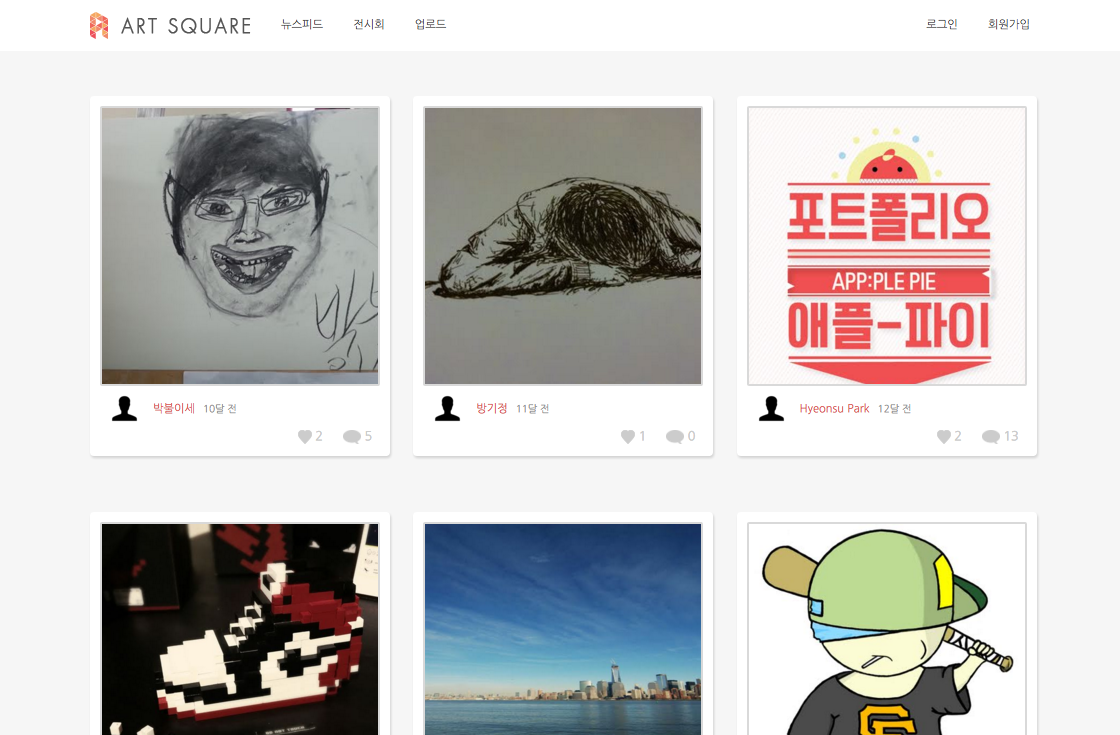 ART SQUARE
뉴스피드 전시회 업로드
로그인 회원가입
포트폴리오
APP:PLE PIE
애플-파이
박불이세 10달 전
2 5
방기정 11달 전
1 0
Hyeonsu Park 12달 전
2 13